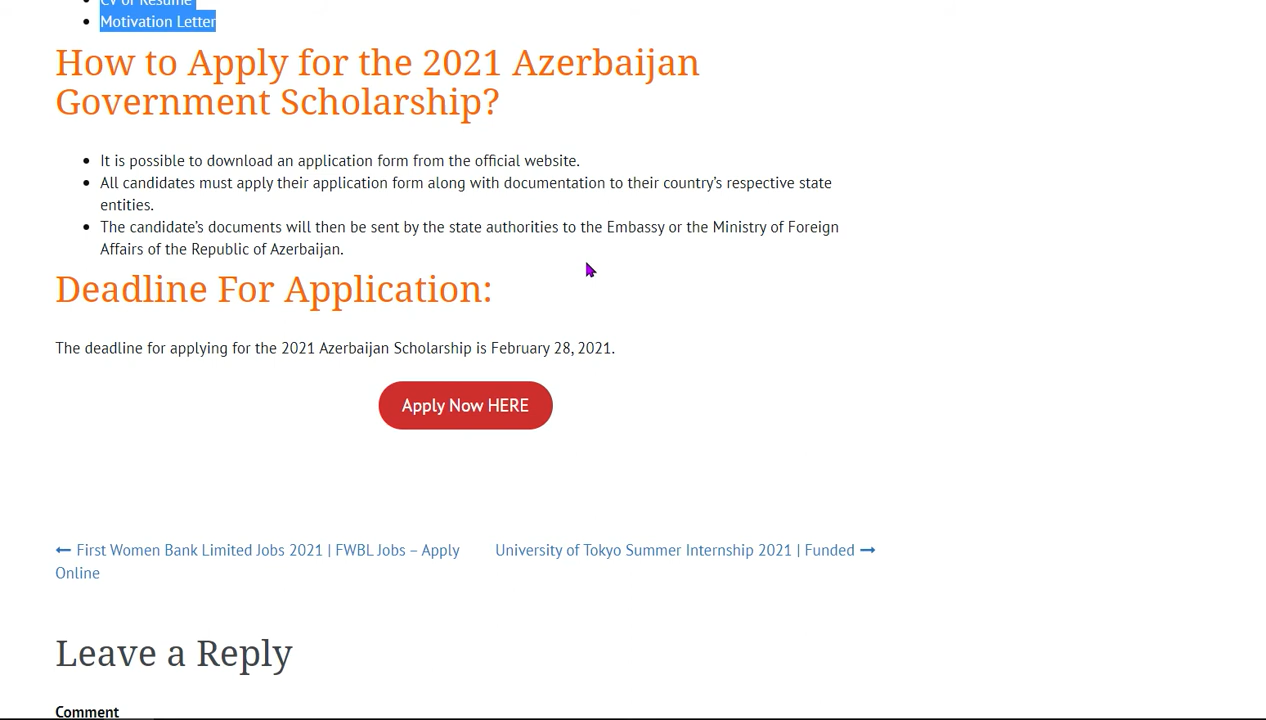 CV or Resume
Motivation Letter
How to Apply for the 2021 Azerbaijan
Government Scholarship?
It is possible to download an application form from the official website.
All candidates must apply their application form along with documentation to their country's respective state
entities.
The candidate's documents will then be sent by the state authorities to the Embassy or the Ministry of Foreign
Affairs of the Republic of Azerbaijan.
Deadline For Application:
The deadline for applying for the 2021 Azerbaijan Scholarship is February 28, 2021.
Apply Now HERE
← First Women Bank Limited Jobs 2021 | FWBL Jobs – Apply
Online
University of Tokyo Summer Internship 2021 | Funded →
Leave a Reply
Comment